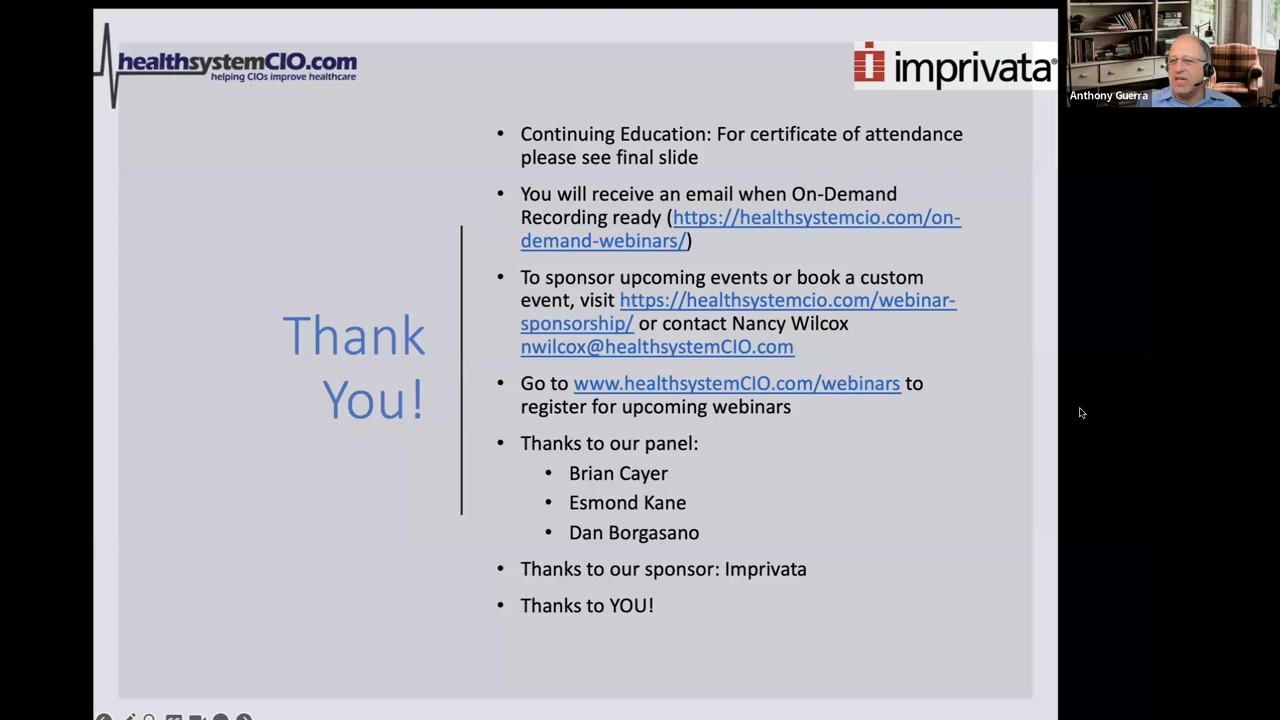 healthsystemCIO.com
helping CIOs improve healthcare
imprivata®
Anthony Guerra
• Continuing Education: For certificate of attendance
please see final slide
• You will receive an email when On-Demand
Recording ready (https://healthsystemcio.com/on-
demand-webinars/)
• To sponsor upcoming events or book a custom
event, visit https://healthsystemcio.com/webinar-
sponsorship/ or contact Nancy Wilcox
nwilcox@healthsystemCIO.com
Thank
You!
• Go to www.healthsystemCIO.com/webinars to
register for upcoming webinars
• Thanks to our panel:
• Brian Cayer
• Esmond Kane
• Dan Borgasano
• Thanks to our sponsor: Imprivata
• Thanks to YOU!